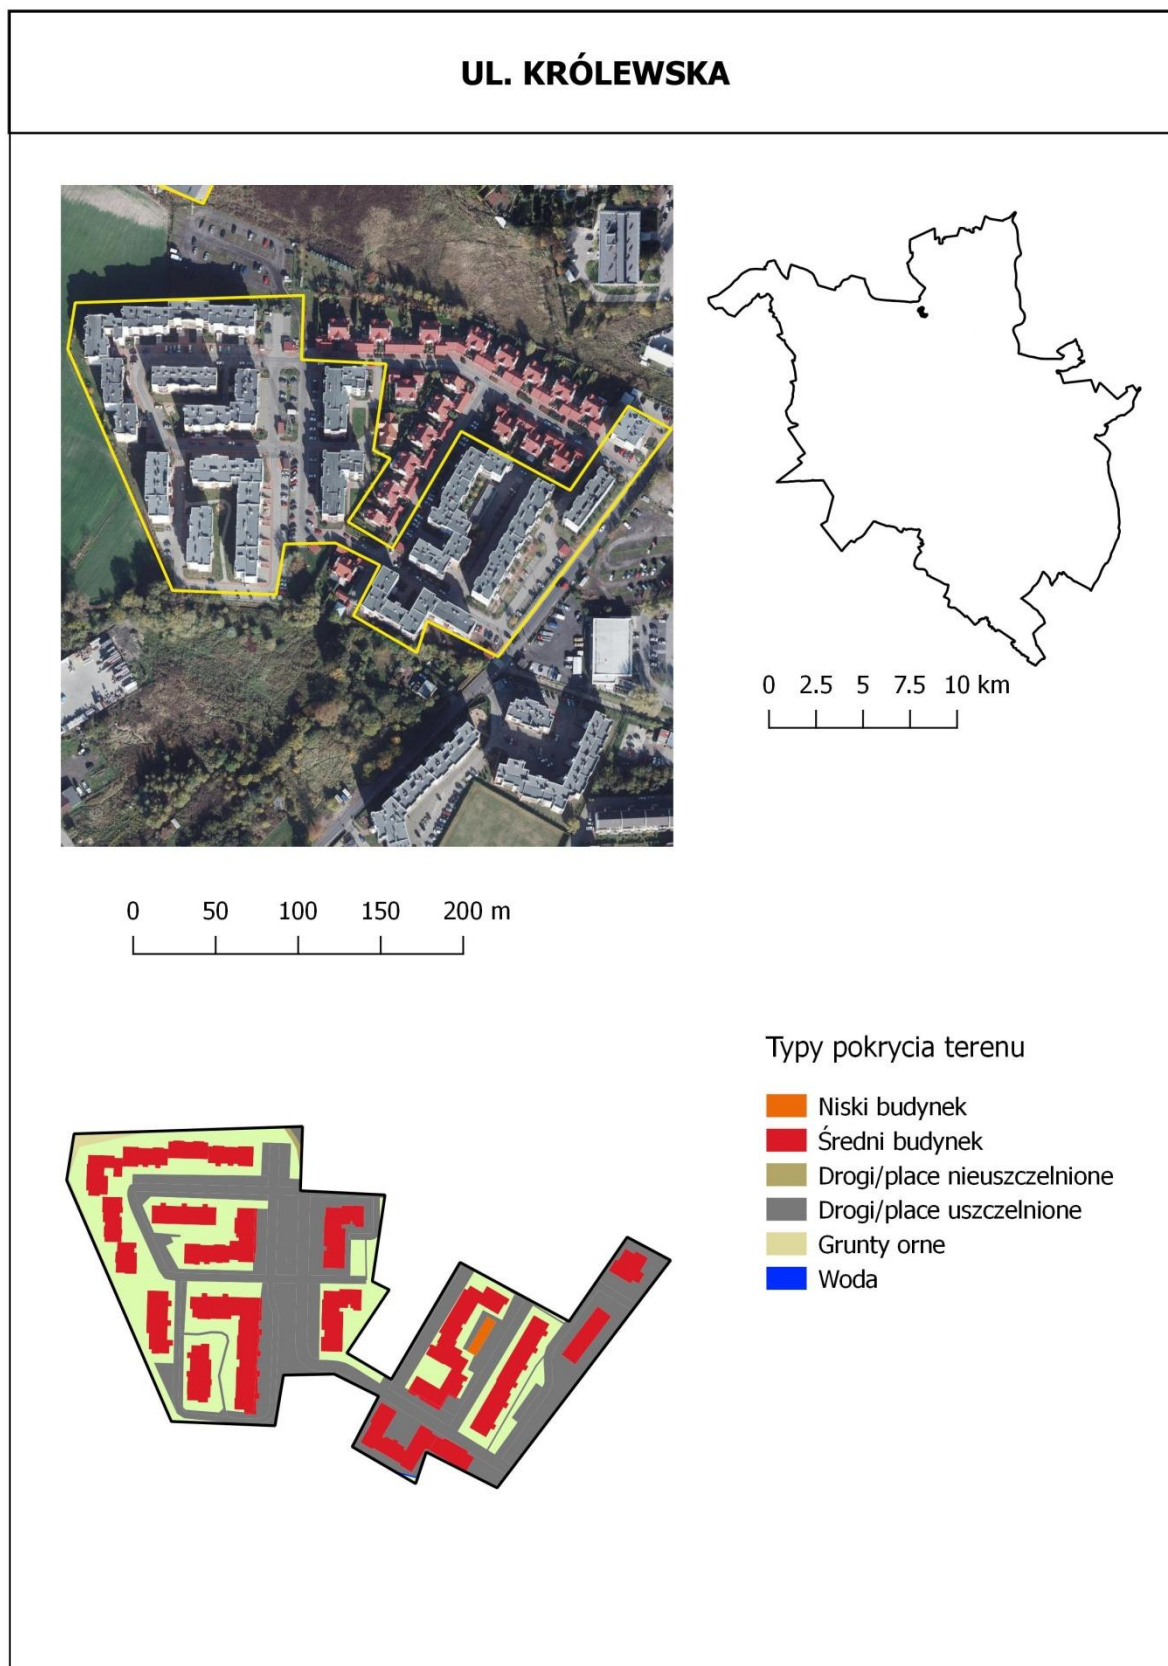 UL. KRÓLEWSKA
0 2.5 5 7.5 10 km
0 50 100 150 200 m
Typy pokrycia terenu
Niski budynek
Średni budynek
Drogi/place nieuszczelnione
Drogi/place uszczelnione
Grunty orne
Woda